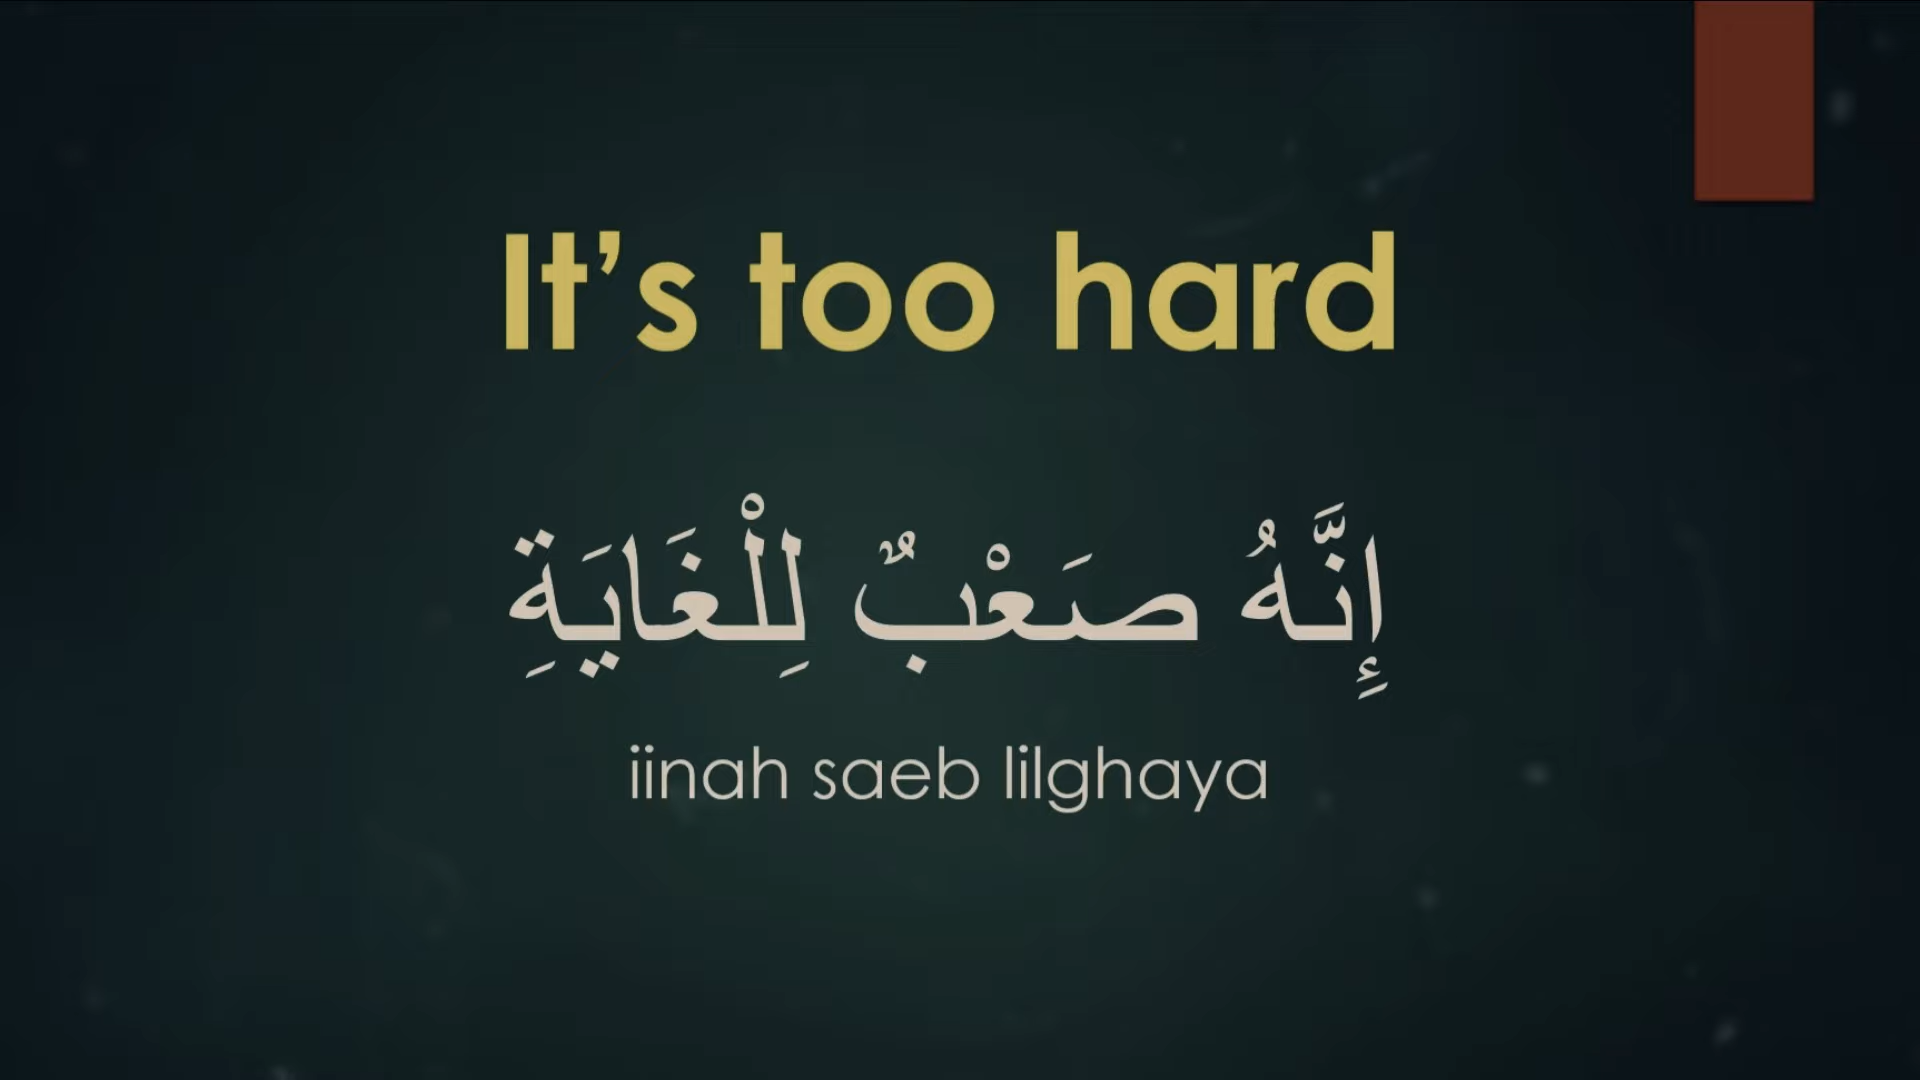 It’s too hard
إِنَّهُ صَعْبٌ لِلْغَايَةِ
iinah saeb lilghaya